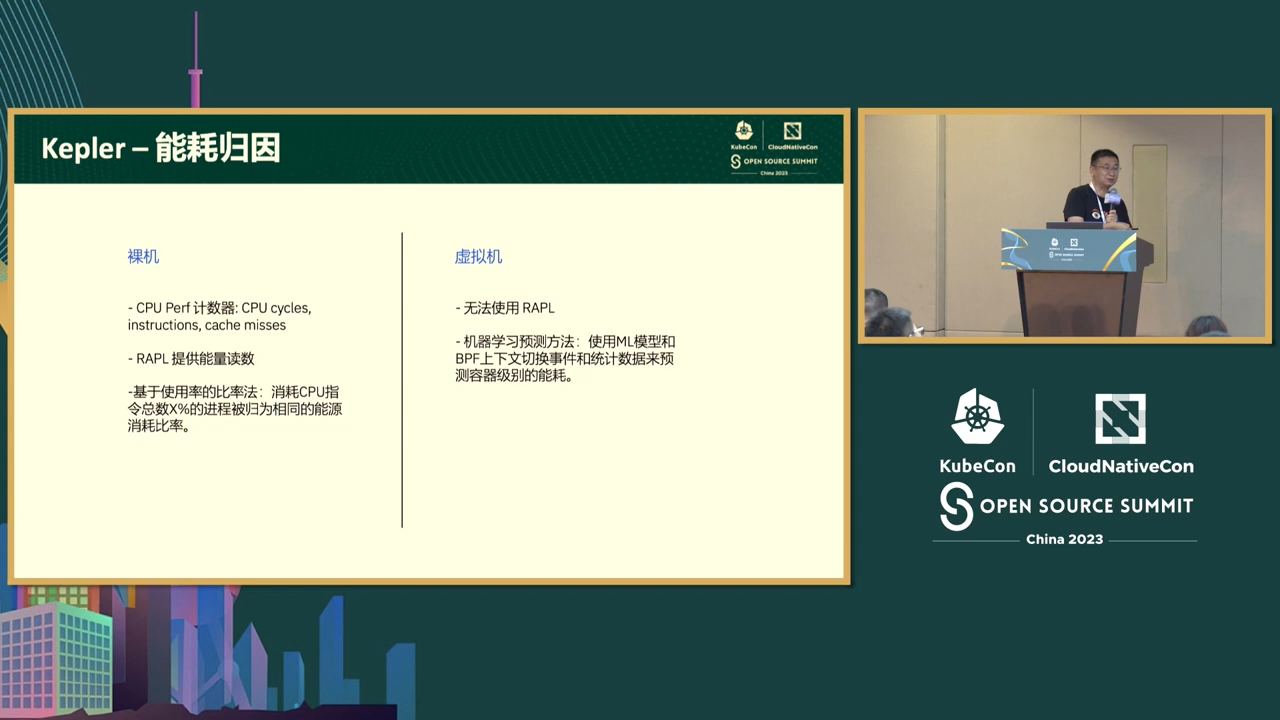 Kepler – 能耗归因
KubeCon
CloudNativeCon
OPEN SOURCE SUMMIT
China 2023
裸机
- CPU Perf 计数器: CPU cycles,
instructions, cache misses
- RAPL 提供能量读数
-基于使用率的比率法：消耗CPU指
令总数X%的进程被归为相同的能源
消耗比率。
虚拟机
- 无法使用 RAPL
- 机器学习预测方法：使用ML模型和
BPF上下文切换事件和统计数据来预
测容器级别的能耗。
KubeCon
CloudNativeCon
OPEN SOURCE SUMMIT
China 2023